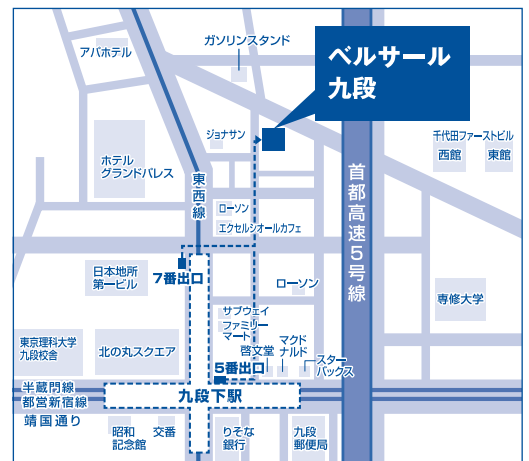 ガソリンスタンド
アパホテル
ベルサール
九段
ジョナサン
千代田ファーストビル
西館
東館
ホテル
グランドパレス
東西線
首都高速5号線
ローソン
エクセルシオールカフェ
日本地所
第一ビル
7番出口
ローソン
専修大学
サブウェイ
ファミリー
マート
東京理科大学
九段校舎
北の丸スクエア
啓文堂
マクド
ナルド
スター
バックス
5番出口
半蔵門線
都営新宿線
九段下駅
靖国通り
昭和
記念館
交番
りそな
銀行
九段
郵便局